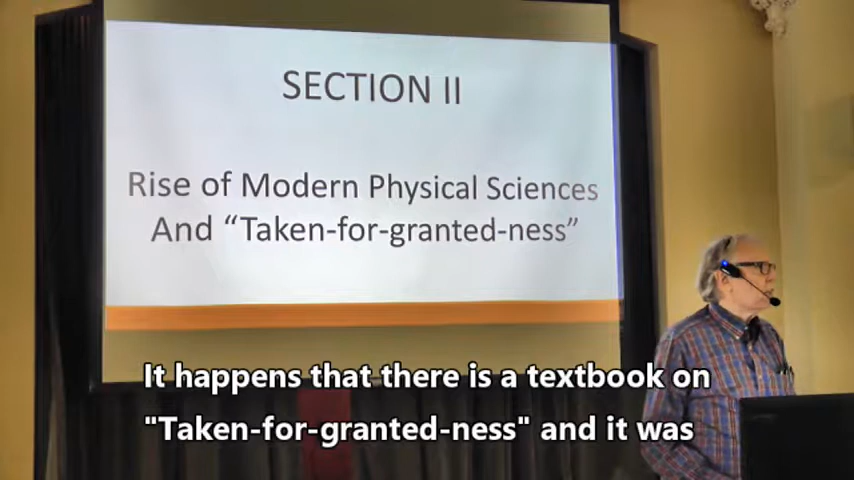 SECTION II
Rise of Modern Physical Sciences
And “Taken-for-granted-ness”
It happens that there is a textbook on
"Taken-for-granted-ness" and it was